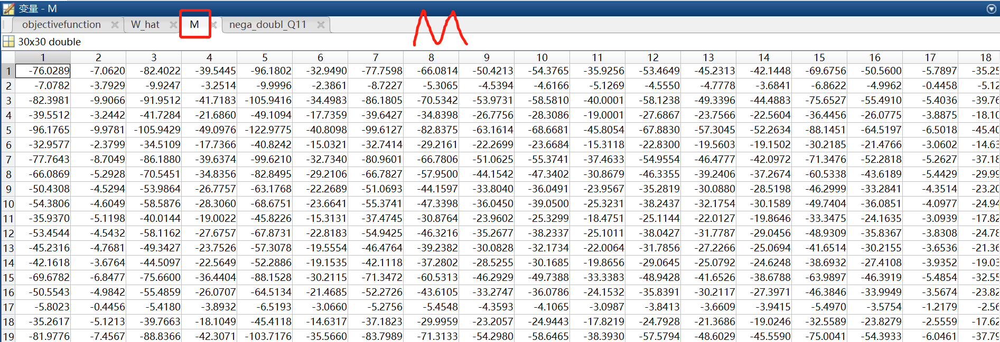 变量 - M
objectivefunction W_hat M nega_doubl_Q11
M
30x30 double
1 2 3 4 5 6 7 8 9 10 11 12 13 14 15 16 17 18
1 -76.0289 -7.0620 -82.4022 -39.5445 -96.1802 -32.9490 -77.7598 -66.0814 -50.4213 -54.3765 -35.9256 -53.4649 -45.2313 -42.1448 -69.6756 -50.5600 -5.7897 -35.25
2 -7.0782 -3.7929 -9.9247 -3.2514 -9.9996 -2.3861 -8.7227 -5.3065 -4.5394 -4.6166 -5.1269 -4.5550 -4.7778 -3.6841 -6.8622 -4.9962 -0.4458 -5.12
3 -82.3981 -9.9066 -91.9512 -41.7183 -105.9416 -34.4983 -86.1805 -70.5342 -53.9731 -58.5810 -40.0001 -58.1238 -49.3396 -44.4883 -75.6527 -55.4910 -5.4036 -39.76
4 -39.5512 -3.2442 -41.7284 -21.6860 -49.1094 -17.7359 -39.6427 -34.8398 -26.7756 -28.3086 -19.0001 -27.6867 -23.7566 -22.5604 -36.4456 -26.0775 -3.8875 -18.10
5 -96.1765 -9.9781 -105.9429 -49.0976 -122.9775 -40.8098 -99.6127 -82.8375 -63.1614 -68.6681 -45.8054 -67.8830 -57.3045 -52.2634 -88.1451 -64.5197 -6.5018 -45.40
6 -32.9577 -2.3799 -34.5109 -17.7366 -40.8242 -15.0321 -32.7414 -29.2161 -22.2699 -23.6684 -15.3118 -22.8300 -19.5603 -19.1502 -30.2185 -21.4766 -3.0602 -14.63
7 -77.7643 -8.7049 -86.1880 -39.6374 -99.6210 -32.7340 -80.9601 -66.7806 -51.0625 -55.3741 -37.4633 -54.9554 -46.4777 -42.0972 -71.3476 -52.2818 -5.2627 -37.18
8 -66.0869 -5.2928 -70.5451 -34.8356 -82.8495 -29.2106 -66.7827 -57.9500 -44.1542 -47.3402 -30.8679 -46.3355 -39.2406 -37.2674 -60.5338 -43.6189 -5.4429 -29.99
9 -50.4308 -4.5294 -53.9864 -26.7757 -63.1768 -22.2689 -51.0693 -44.1597 -33.8040 -36.0491 -23.9567 -35.2819 -30.0880 -28.5198 -46.2999 -33.2841 -4.3514 -23.20
10 -54.3806 -4.6049 -58.5876 -28.3060 -68.6751 -23.6641 -55.3741 -47.3398 -36.0450 -39.0500 -25.3231 -38.2437 -32.1754 -30.1589 -49.7404 -36.0851 -4.0977 -24.94
11 -35.9370 -5.1198 -40.0144 -19.0022 -45.8226 -15.3131 -37.4745 -30.8764 -23.9602 -25.3299 -18.4751 -25.1144 -22.0127 -19.8646 -33.3475 -24.1635 -3.0939 -17.82
12 -53.4544 -4.5432 -58.1162 -27.6757 -67.8731 -22.8183 -54.9425 -46.3216 -35.2677 -38.2337 -25.1011 -38.0427 -31.7787 -29.0456 -48.9309 -35.8367 -3.8308 -24.78
13 -45.2316 -4.7681 -49.3427 -23.7526 -57.3078 -19.5554 -46.4764 -39.2382 -30.0828 -32.1734 -22.0064 -31.7856 -27.2266 -25.0694 -41.6514 -30.2155 -3.6536 -21.36
14 -42.1618 -3.6764 -44.5097 -22.5649 -52.2886 -19.1535 -42.1118 -37.2802 -28.5255 -30.1685 -19.8656 -29.0645 -25.0792 -24.6248 -38.6932 -27.4108 -3.9352 -19.03
15 -69.6782 -6.8477 -75.6600 -36.4404 -88.1528 -30.2115 -71.3472 -60.5313 -46.2929 -49.7388 -33.3383 -48.9428 -41.6526 -38.6788 -63.9897 -46.3919 -5.4854 -32.55
16 -50.5543 -4.9842 -55.4859 -26.0707 -64.5134 -21.4685 -52.2726 -43.6105 -33.2747 -36.0786 -24.1532 -35.8391 -30.2117 -27.3971 -46.3846 -33.9949 -3.5674 -23.82
17 -5.8023 -0.4456 -5.4180 -3.8932 -6.5193 -3.0660 -5.2756 -5.4548 -4.3593 -4.1065 -3.0987 -3.8413 -3.6609 -3.9415 -5.4970 -3.5754 -1.2179 -2.56
18 -35.2617 -5.1213 -39.7663 -18.1049 -45.4118 -14.6317 -37.1823 -29.9959 -23.2057 -24.9443 -17.8219 -24.7928 -21.3686 -19.0246 -32.5589 -23.8279 -2.5559 -17.62
19 -81.9776 -7.4567 -88.8366 -42.3071 -103.7176 -35.5660 -83.7989 -71.3133 -54.2980 -58.6465 -38.3930 -57.5794 -48.6029 -45.5590 -75.0041 -54.3933 -6.0461 -37.79